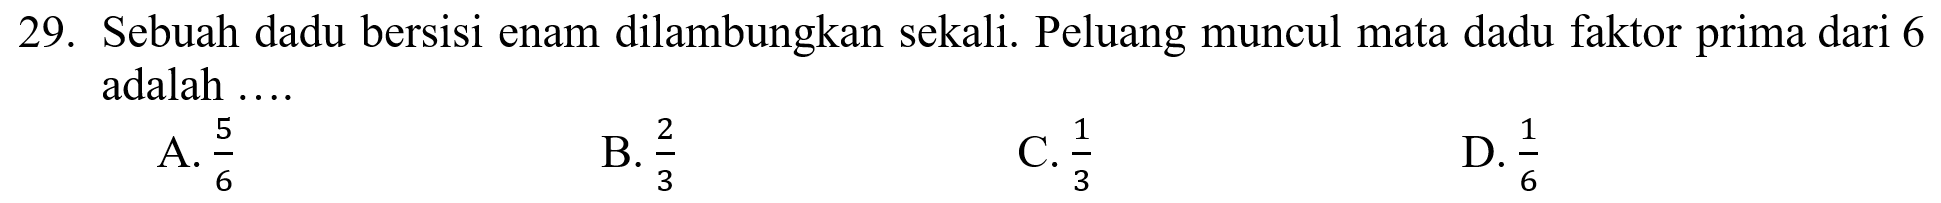 29. Sebuah dadu bersisi enam dilambungkan sekali. Peluang muncul mata dadu faktor prima dari 6
adalah ….
A. 5/6 B. 2/3 C. 1/3 D. 1/6